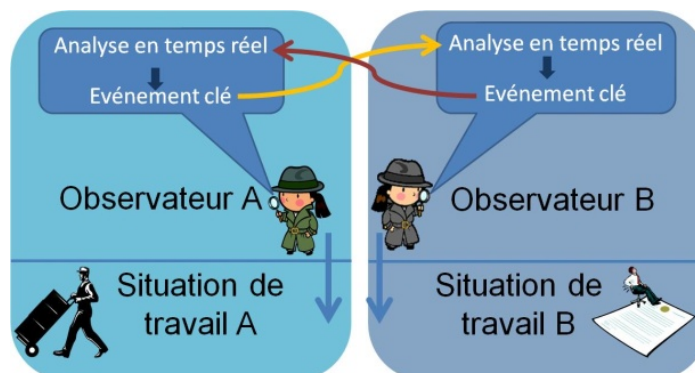 Analyse en temps réel
Evénement clé
Observateur A
Situation de
travail A
Analyse en temps réel
Evénement clé
Observateur B
Situation de
travail B